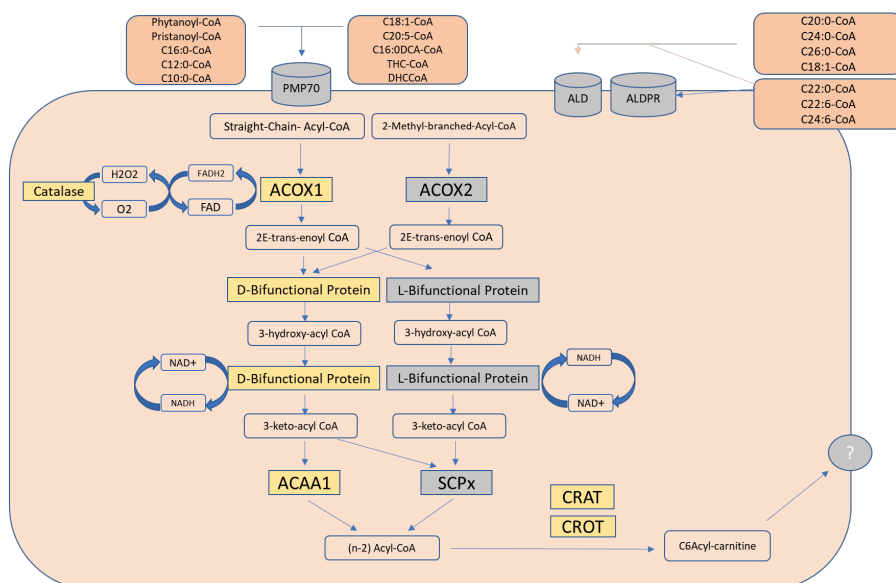 Phytanoyl-CoA
Pristanoyl-CoA
C16:0-CoA
C12:0-CoA
C10:0-CoA
C18:1-CoA
C20:5-CoA
C16:0DCA-CoA
THC-CoA
DHCCoA
C20:0-CoA
C24:0-CoA
C26:0-CoA
C18:1-CoA
PMP70
ALD
ALDPR
C22:0-CoA
C22:6-CoA
C24:6-CoA
Straight-Chain- Acyl-CoA
2-Methyl-branched-Acyl-CoA
H2O2
FADH2
Catalase
ACOX1
ACOX2
O2
FAD
2E-trans-enoyl CoA
2E-trans-enoyl CoA
D-Bifunctional Protein
L-Bifunctional Protein
3-hydroxy-acyl CoA
3-hydroxy-acyl CoA
NAD+
NADH
D-Bifunctional Protein
L-Bifunctional Protein
NADH
NAD+
3-keto-acyl CoA
3-keto-acyl CoA
?
ACAA1
SCPx
CRAT
CROT
(n-2) Acyl-CoA
C6Acyl-carnitine